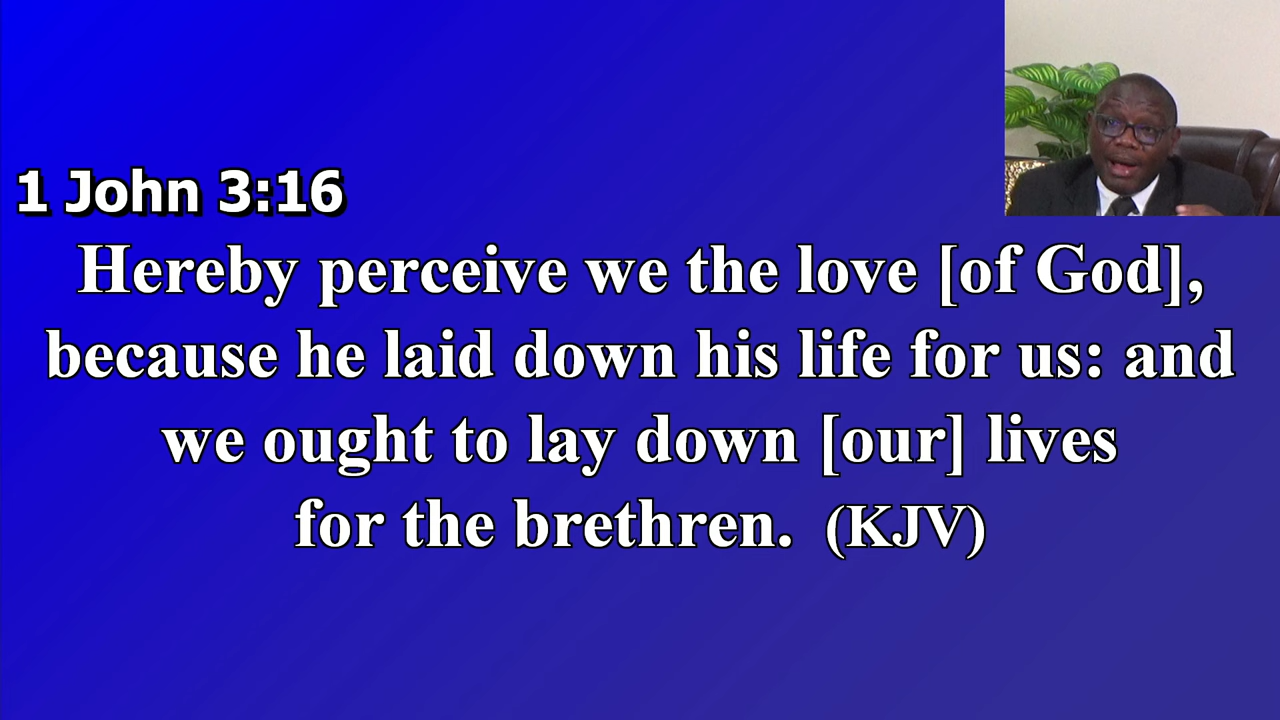 1 John 3:16
Hereby perceive we the love [of God],
because he laid down his life for us: and
we ought to lay down [our] lives
for the brethren. (KJV)